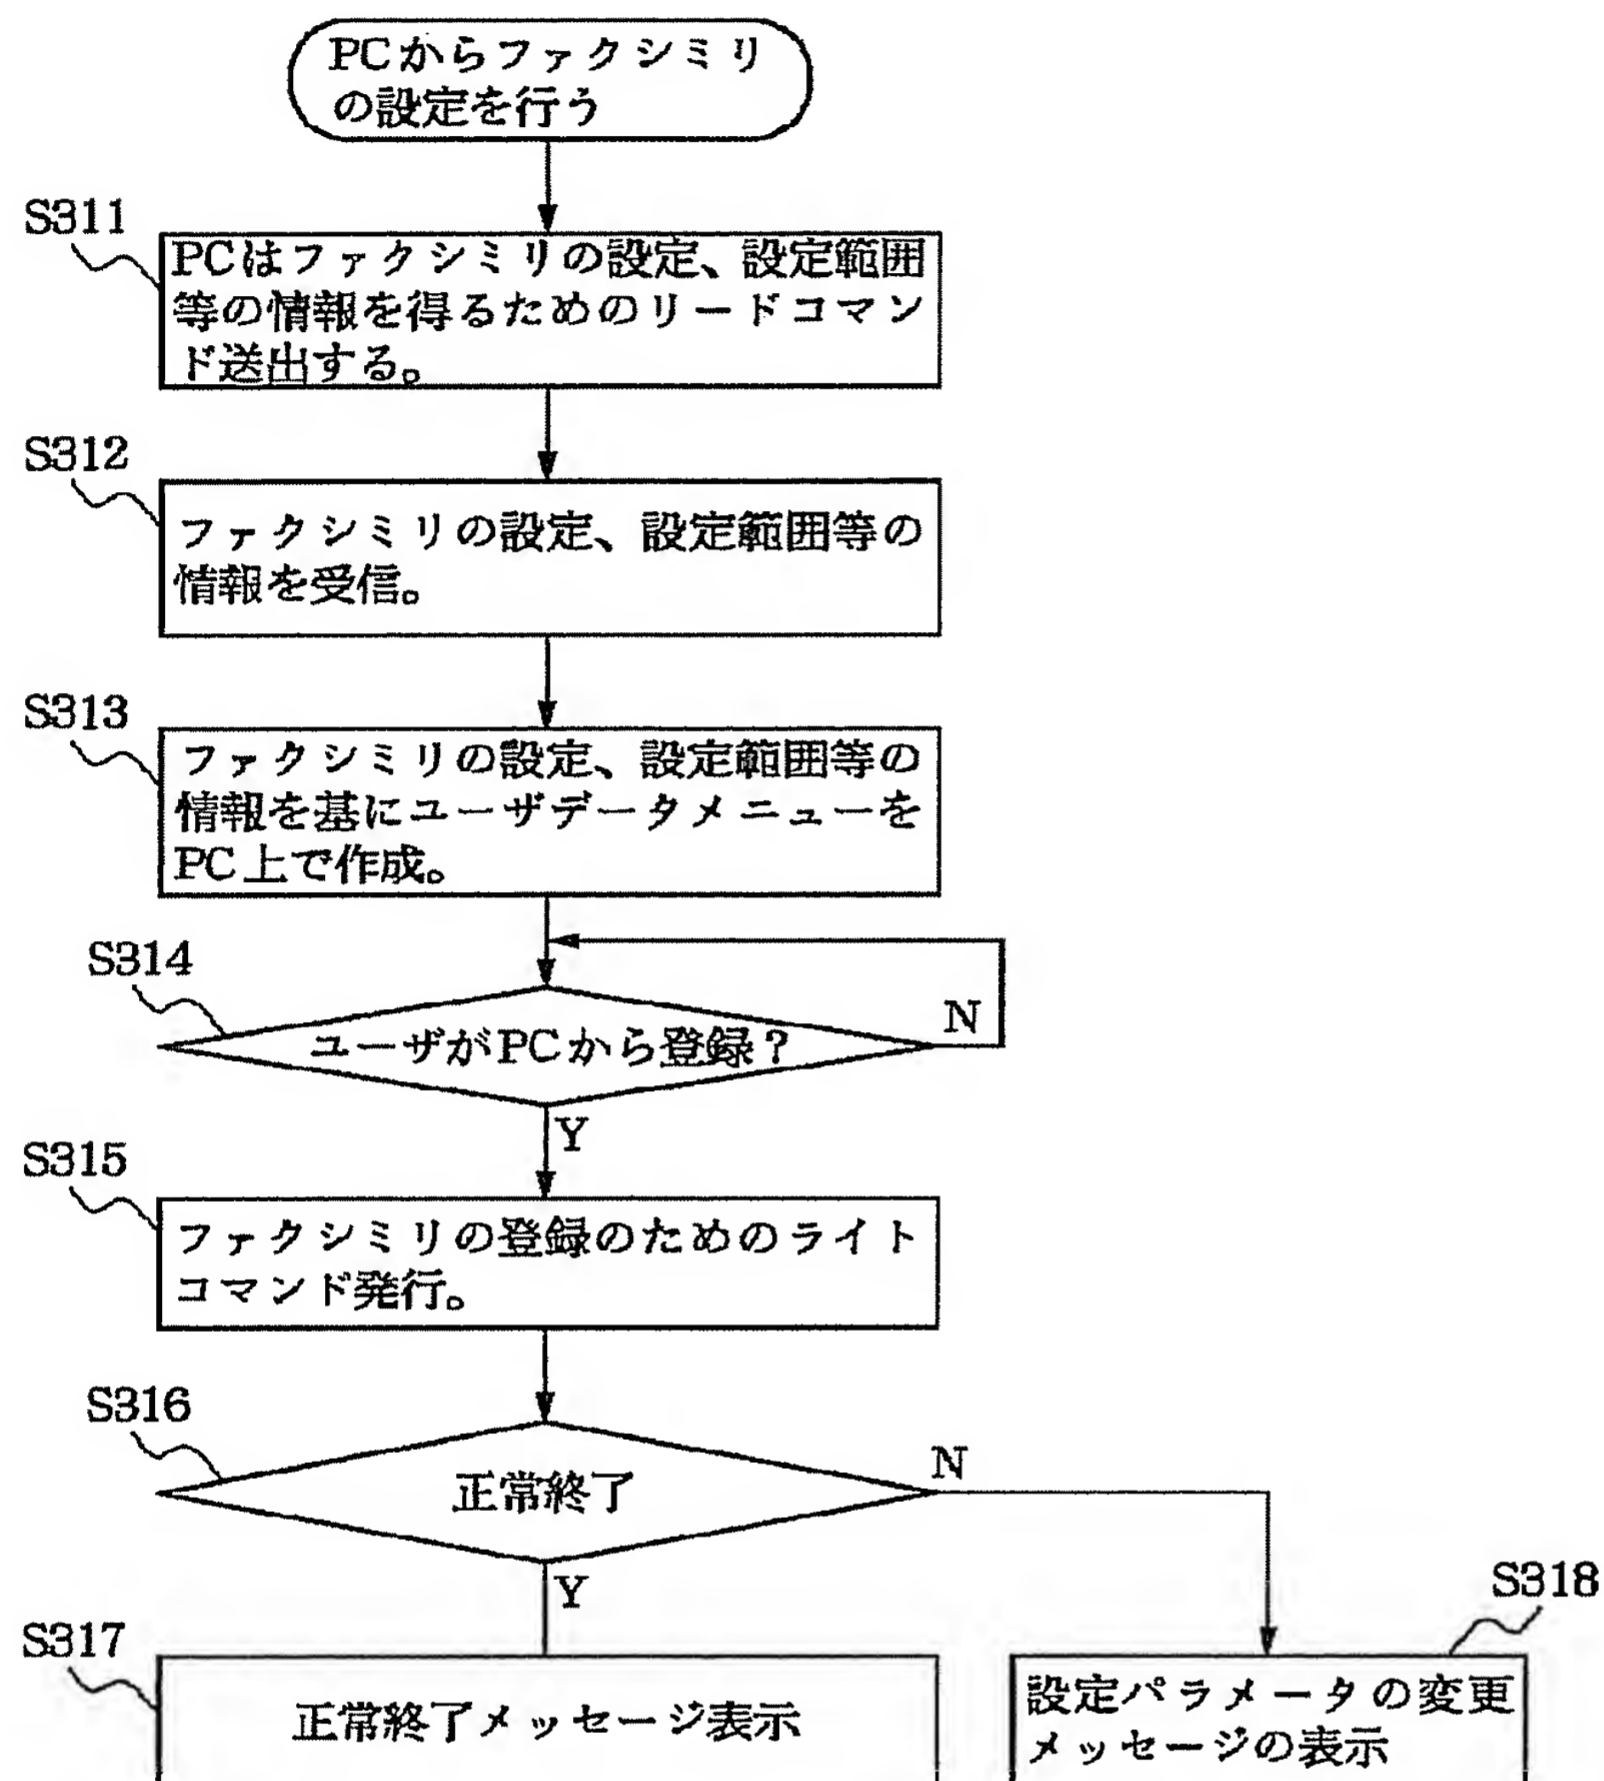 PCからファクシミリ
の設定を行う
S311
PCはファクシミリの設定、設定範囲
等の情報を得るためのリードコマン
ド送出する。
S312
ファクシミリの設定、設定範囲等の
情報を受信。
S313
ファクシミリの設定、設定範囲等の
情報を基にユーザデータメニューを
PC上で作成。
S314
ユーザがPCから登録？
N
Y
S315
ファクシミリの登録のためのライト
コマンド発行。
S316
正常終了
N
Y
S317
正常終了メッセージ表示
S318
設定パラメータの変更
メッセージの表示